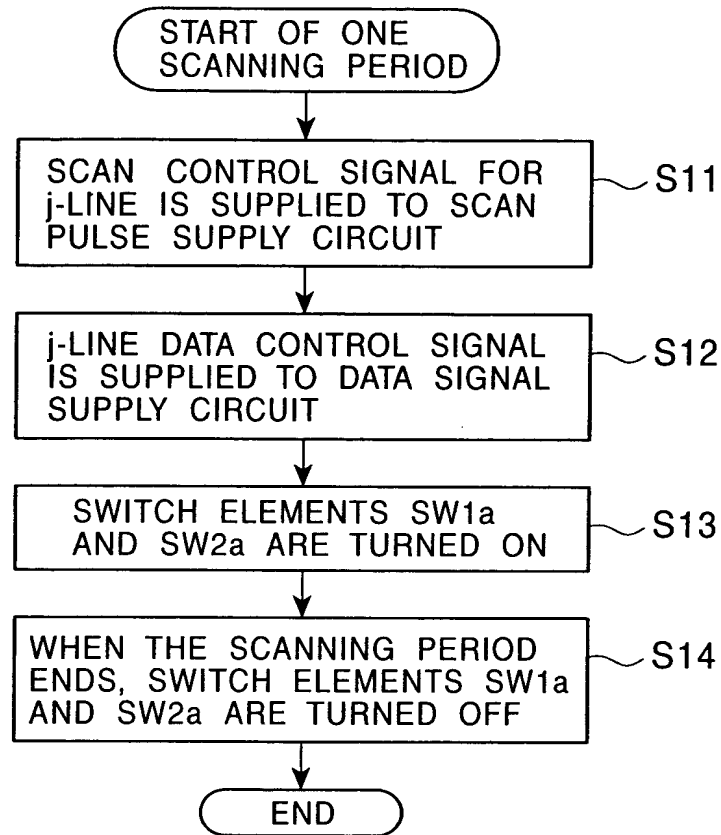 START OF ONE
SCANNING PERIOD
SCAN CONTROL SIGNAL FOR
j-LINE IS SUPPLIED TO SCAN
PULSE SUPPLY CIRCUIT
S11
j-LINE DATA CONTROL SIGNAL
IS SUPPLIED TO DATA SIGNAL
SUPPLY CIRCUIT
S12
SWITCH ELEMENTS SW1a
AND SW2a ARE TURNED ON
S13
WHEN THE SCANNING PERIOD
ENDS, SWITCH ELEMENTS SW1a
AND SW2a ARE TURNED OFF
S14
END